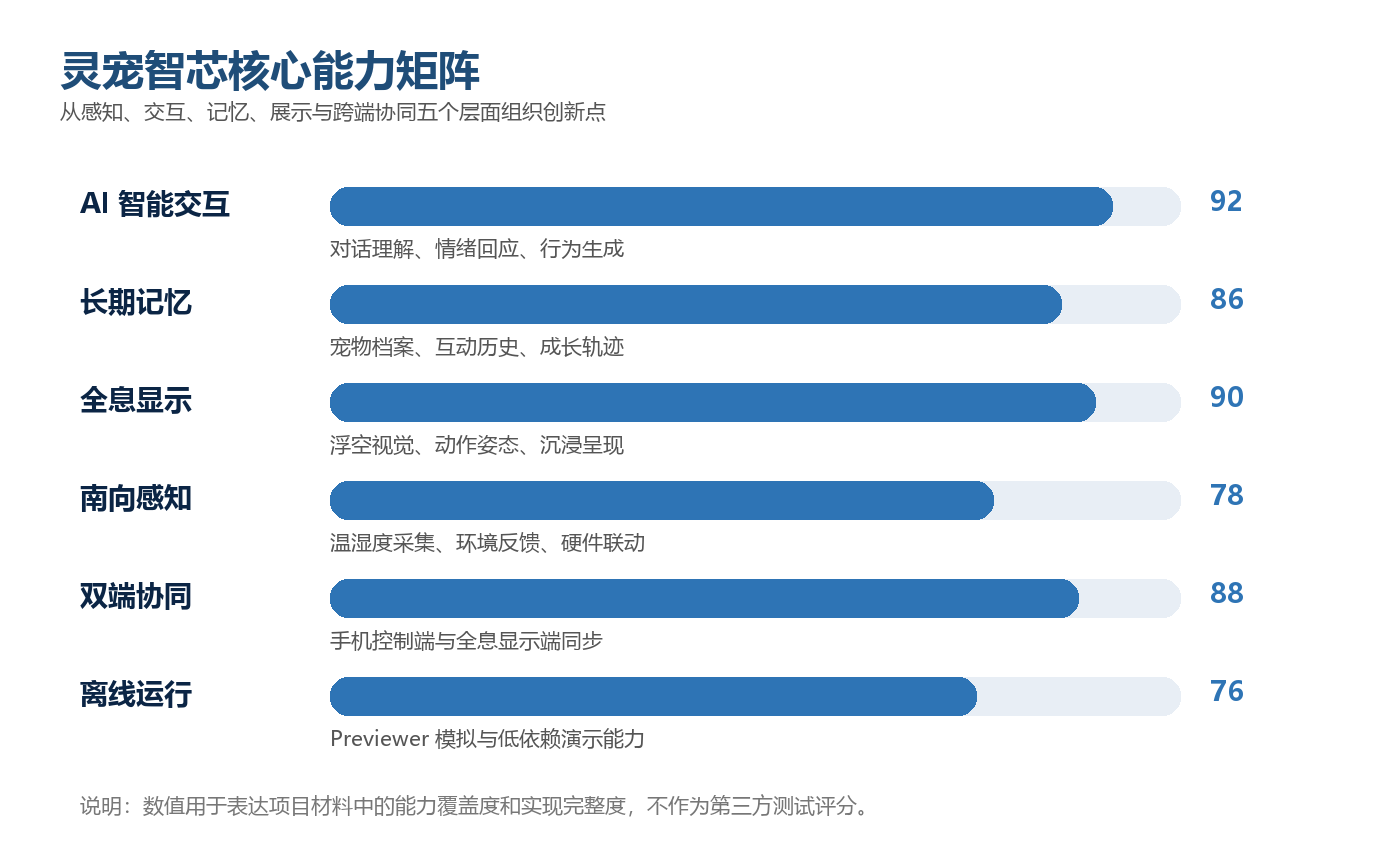 灵宠智芯核心能力矩阵
从感知、交互、记忆、展示与跨端协同五个层面组织创新点
AI 智能交互
92
对话理解、情绪回应、行为生成
长期记忆
86
宠物档案、互动历史、成长轨迹
全息显示
90
浮空视觉、动作姿态、沉浸呈现
南向感知
78
温湿度采集、环境反馈、硬件联动
双端协同
88
手机控制端与全息显示端同步
离线运行
76
Previewer 模拟与低依赖演示能力
说明：数值用于表达项目材料中的能力覆盖度和实现完整度，不作为第三方测试评分。